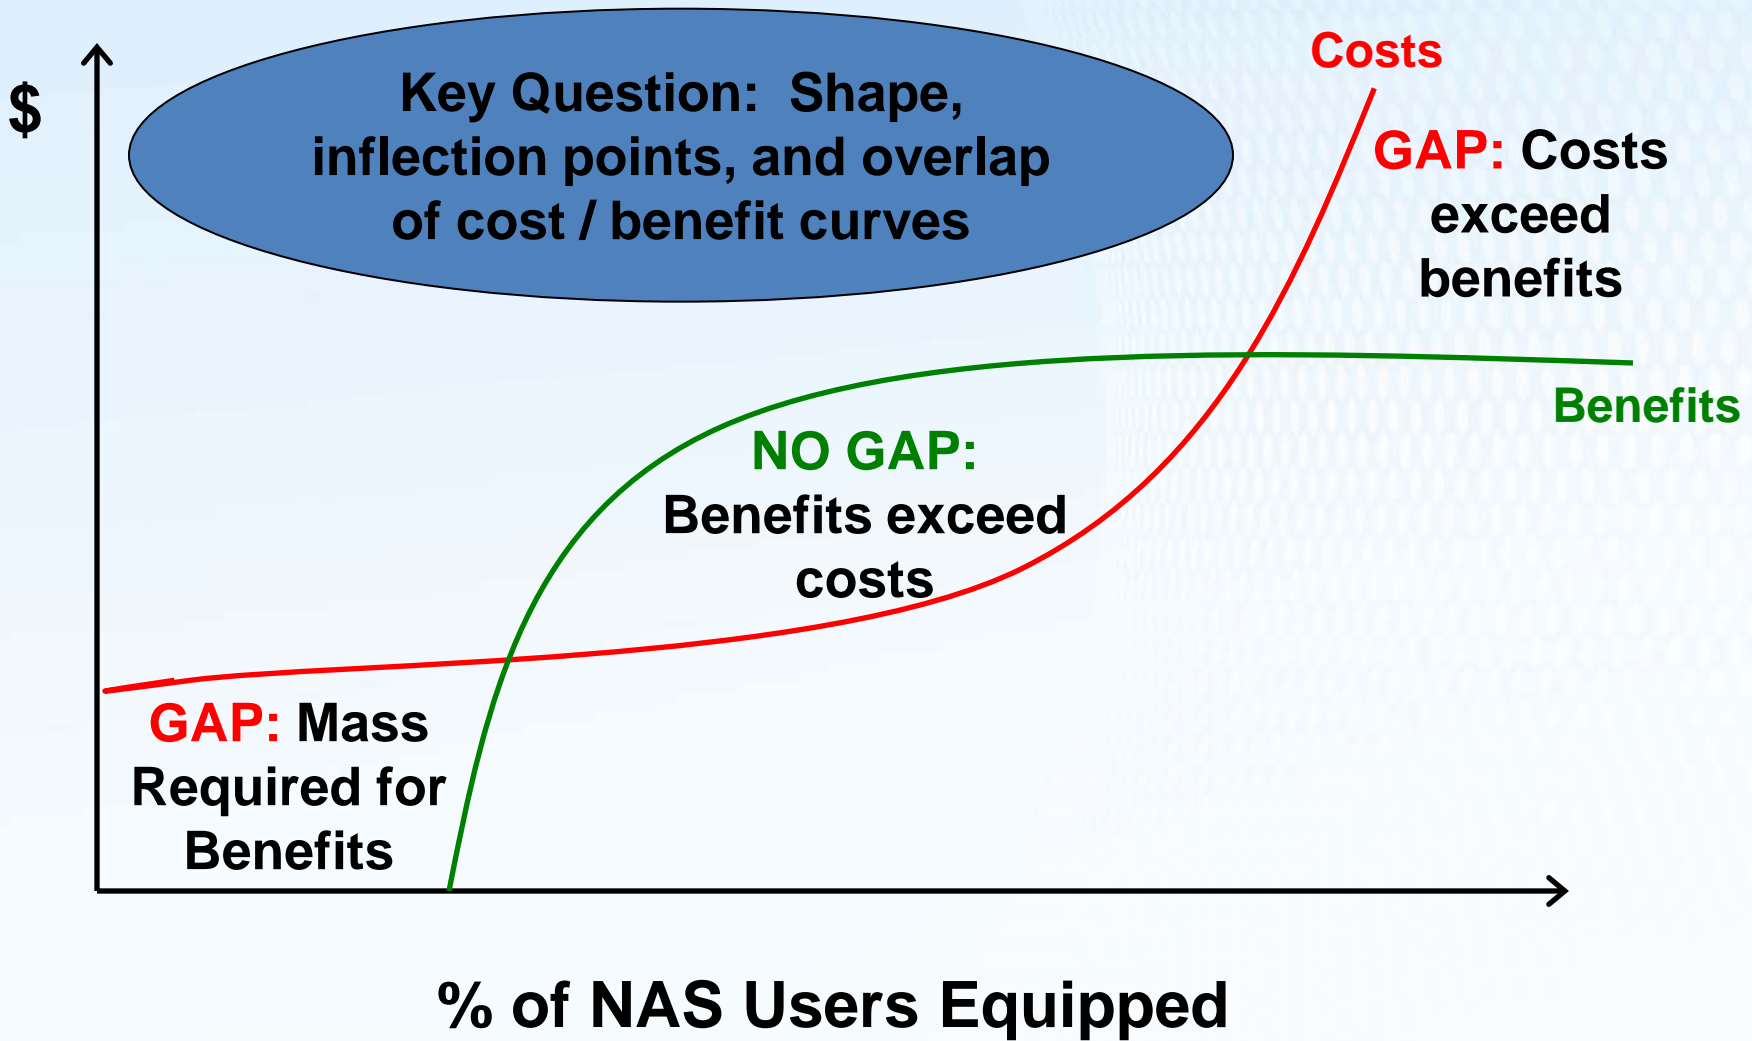 $
Key Question:  Shape,
inflection points, and overlap
of cost / benefit curves
Costs
GAP: Costs
exceed
benefits
Benefits
NO GAP:
Benefits exceed
costs
GAP: Mass
Required for
Benefits
% of NAS Users Equipped